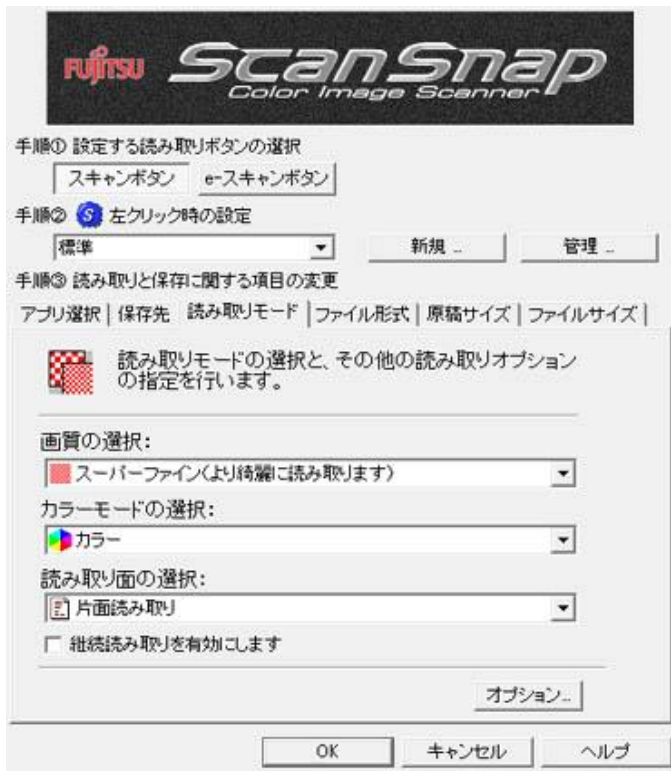 FUJITSU ScanSnap
Color Image Scanner
手順① 設定する読み取りボタンの選択
スキャンボタン e-スキャンボタン
手順② S 左クリック時の設定
標準 新規 ... 管理 ...
手順③ 読み取りと保存に関する項目の変更
アプリ選択 保存先 読み取りモード ファイル形式 原稿サイズ ファイルサイズ
読み取りモードの選択と、その他の読み取りオプション
の指定を行います。
画質の選択:
スーパーファイン(より綺麗に読み取ります)
カラーモードの選択:
カラー
読み取り面の選択:
片面読み取り
継続読み取りを有効にします
オプション...
OK キャンセル ヘルプ